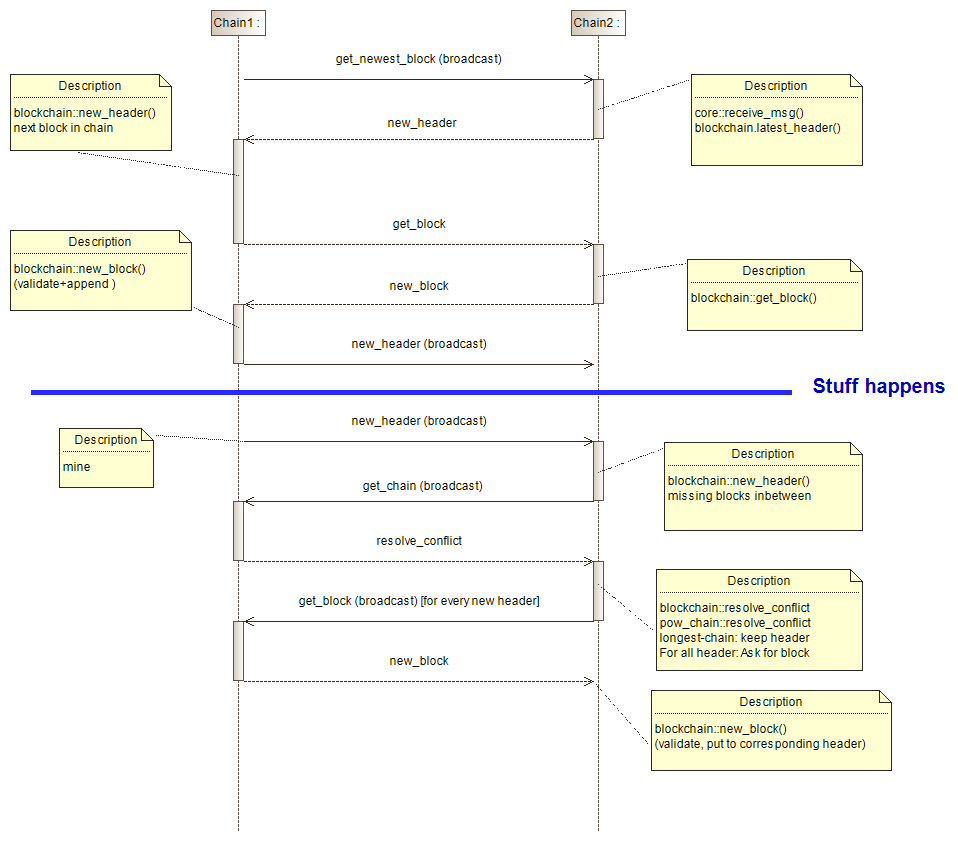 Chain1 :
Chain2 :
get_newest_block (broadcast)
Description
blockchain::new_header()
next block in chain
Description
core::receive_msg()
blockchain.latest_header()
new_header
get_block
Description
blockchain::new_block()
(validate+append )
Description
blockchain::get_block()
new_block
new_header (broadcast)
Stuff happens
new_header (broadcast)
Description
mine
Description
blockchain::new_header()
missing blocks inbetween
get_chain (broadcast)
resolve_conflict
get_block (broadcast) [for every new header]
Description
blockchain::resolve_conflict
pow_chain::resolve_conflict
longest-chain: keep header
For all header: Ask for block
new_block
Description
blockchain::new_block()
(validate, put to corresponding header)